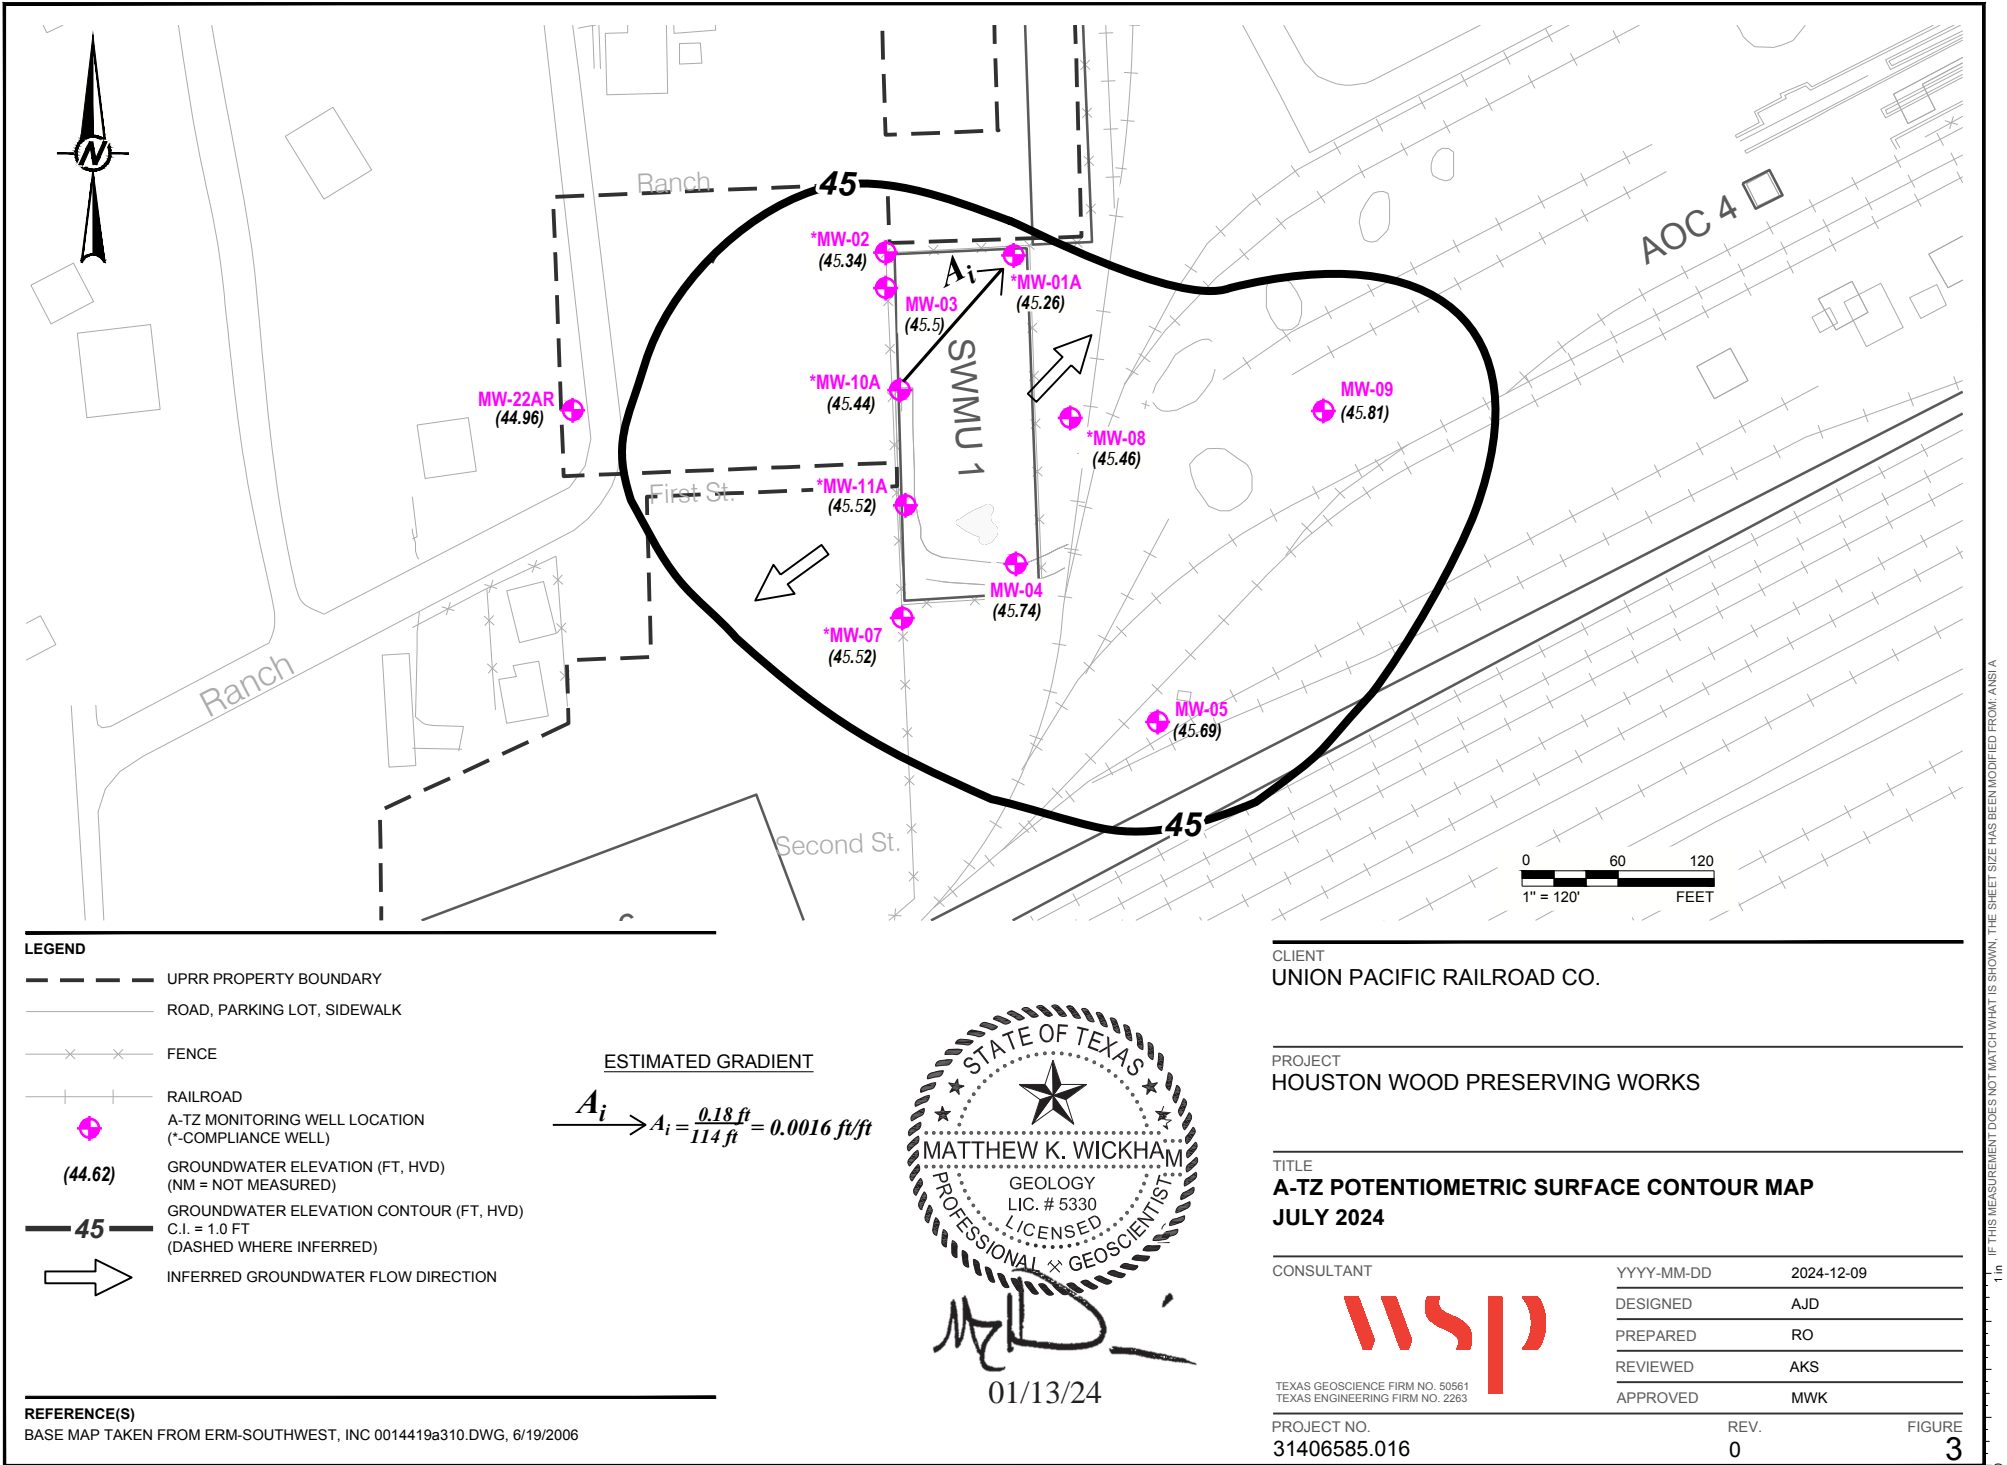 N
Ranch
45
AOC 4
*MW-02
(45.34)
Ai
*MW-01A
(45.26)
MW-03
(45.5)
SWMU 1
*MW-10A
(45.44)
MW-22AR
(44.96)
MW-09
(45.81)
*MW-08
(45.46)
First St.
*MW-11A
(45.52)
MW-04
(45.74)
*MW-07
(45.52)
Ranch
MW-05
(45.69)
45
Second St.
0 60 120
1" = 120' FEET
LEGEND
UPRR PROPERTY BOUNDARY
ROAD, PARKING LOT, SIDEWALK
FENCE
RAILROAD
A-TZ MONITORING WELL LOCATION
(*-COMPLIANCE WELL)
(44.62) GROUNDWATER ELEVATION (FT, HVD)
(NM = NOT MEASURED)
45 GROUNDWATER ELEVATION CONTOUR (FT, HVD)
C.I. = 1.0 FT
(DASHED WHERE INFERRED)
INFERRED GROUNDWATER FLOW DIRECTION
ESTIMATED GRADIENT
Ai
Ai = 0.18 ft / 114 ft = 0.0016 ft/ft
STATE OF TEXAS
MATTHEW K. WICKHAM
GEOLOGY
LIC. # 5330
LICENSED
PROFESSIONAL GEOSCIENTIST
01/13/24
REFERENCE(S)
BASE MAP TAKEN FROM ERM-SOUTHWEST, INC 0014419a310.DWG, 6/19/2006
CLIENT
UNION PACIFIC RAILROAD CO.
PROJECT
HOUSTON WOOD PRESERVING WORKS
TITLE
A-TZ POTENTIOMETRIC SURFACE CONTOUR MAP
JULY 2024
CONSULTANT
wsp
TEXAS GEOSCIENCE FIRM NO. 50561
TEXAS ENGINEERING FIRM NO. 2263
YYYY-MM-DD 2024-12-09
DESIGNED AJD
PREPARED RO
REVIEWED AKS
APPROVED MWK
PROJECT NO.
31406585.016
REV.
0
FIGURE
3
IF THIS MEASUREMENT DOES NOT MATCH WHAT IS SHOWN, THE SHEET SIZE HAS BEEN MODIFIED FROM: ANSI A
1 in